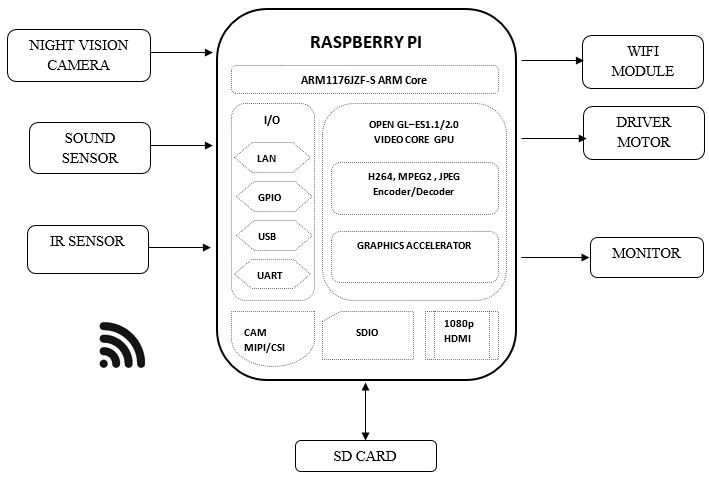 NIGHT VISION
CAMERA
SOUND
SENSOR
IR SENSOR
RASPBERRY PI
ARM1176JZF-S ARM Core
I/O
LAN
GPIO
USB
UART
OPEN GL–ES1.1/2.0
VIDEO CORE GPU
H264, MPEG2 , JPEG
Encoder/Decoder
GRAPHICS ACCELERATOR
CAM
MIPI/CSI
SDIO
1080p
HDMI
WIFI
MODULE
DRIVER
MOTOR
MONITOR
SD CARD